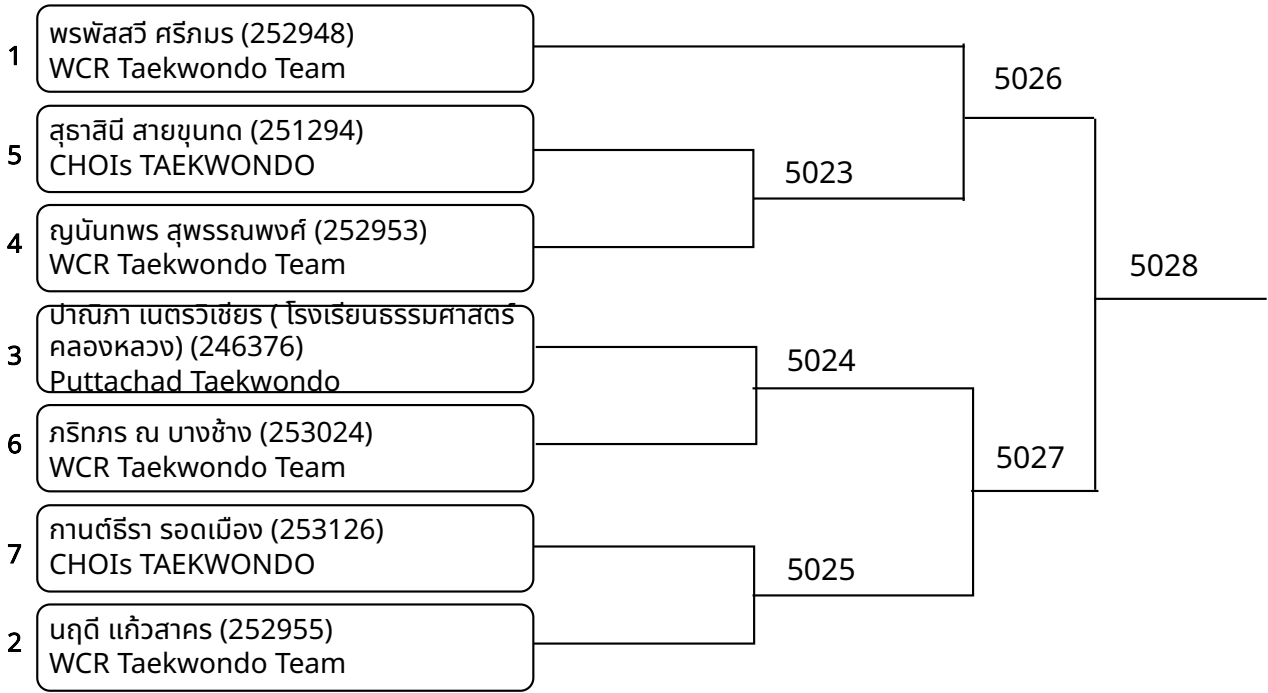 1
พรพัสสวี ศรีภมร (252948)
WCR Taekwondo Team
5
สุธาสินี สายขุนทด (251294)
CHOIs TAEKWONDO
4
ญนันทพร สุพรรณพงศ์ (252953)
WCR Taekwondo Team
3
ปาณิภา เนตรวิเชียร ( โรงเรียนธรรมศาสตร์
คลองหลวง) (246376)
Puttachad Taekwondo
6
ภริทภร ณ บางช้าง (253024)
WCR Taekwondo Team
7
กานต์ธีรา รอดเมือง (253126)
CHOIs TAEKWONDO
2
นฤดี แก้วสาคร (252955)
WCR Taekwondo Team
5023
5024
5025
5026
5027
5028